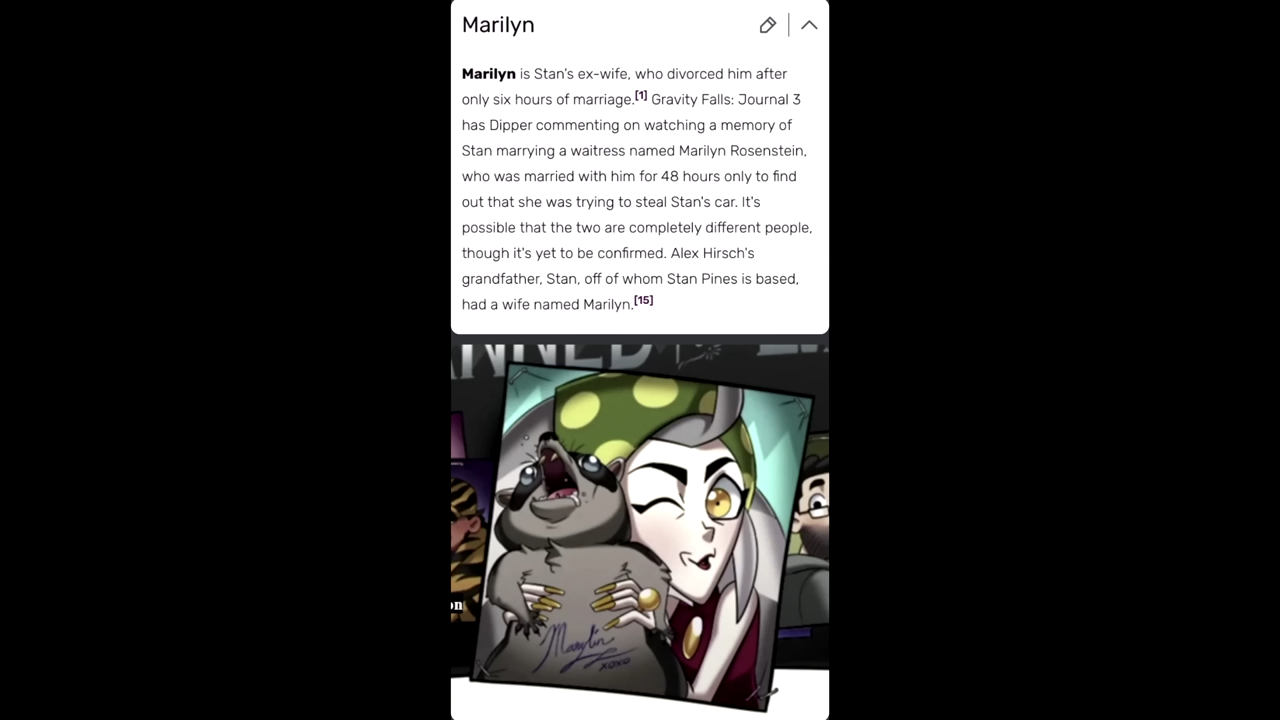 Marilyn
Marilyn is Stan's ex-wife, who divorced him after
only six hours of marriage.[1] Gravity Falls: Journal 3
has Dipper commenting on watching a memory of
Stan marrying a waitress named Marilyn Rosenstein,
who was married with him for 48 hours only to find
out that she was trying to steal Stan's car. It's
possible that the two are completely different people,
though it's yet to be confirmed. Alex Hirsch's
grandfather, Stan, off of whom Stan Pines is based,
had a wife named Marilyn.[15]
on
Marylin
xoxo